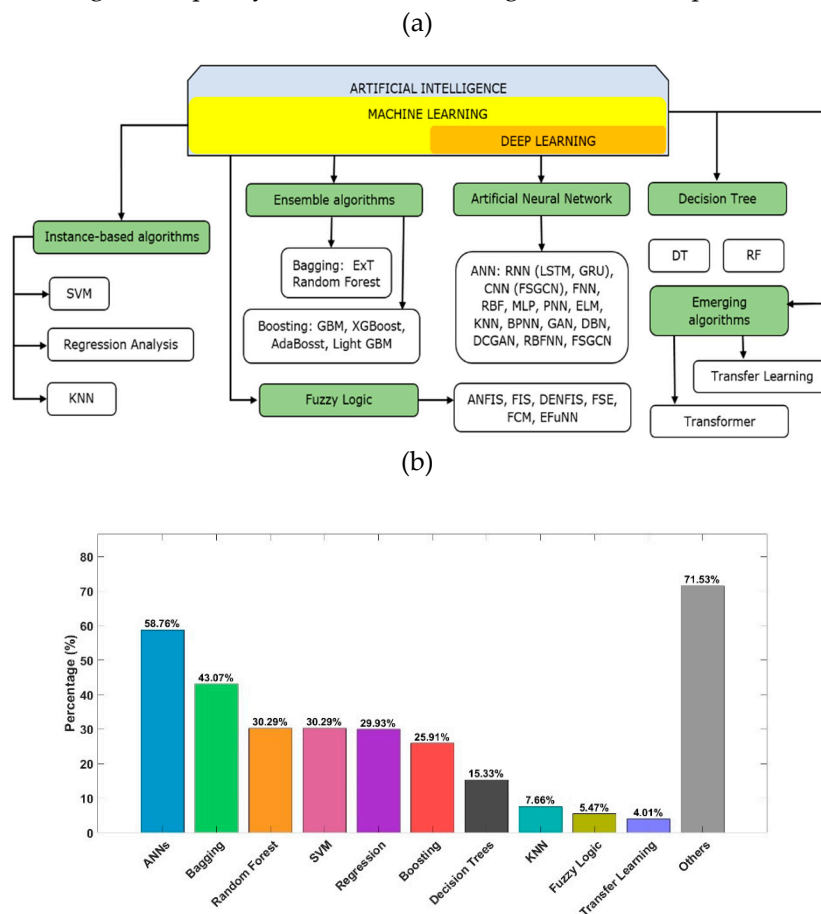 (a)
ARTIFICIAL INTELLIGENCE
MACHINE LEARNING
DEEP LEARNING
Ensemble algorithms
Artificial Neural Network
Decision Tree
Instance-based algorithms
SVM
Regression Analysis
KNN
Bagging: ExT
Random Forest
Boosting: GBM, XGBoost,
AdaBosst, Light GBM
ANN: RNN (LSTM, GRU),
CNN (FSGCN), FNN,
RBF, MLP, PNN, ELM,
KNN, BPNN, GAN, DBN,
DCGAN, RBFNN, FSGCN
DT
RF
Emerging
algorithms
Transfer Learning
Transformer
Fuzzy Logic
ANFIS, FIS, DENFIS, FSE,
FCM, EFuNN
(b)
Percentage (%)
80
70
60
50
40
30
20
10
0
58.76%
43.07%
30.29%
30.29%
29.93%
25.91%
15.33%
7.66%
5.47%
4.01%
71.53%
ANNs
Bagging
Random Forest
SVM
Regression
Boosting
Decision Trees
KNN
Fuzzy Logic
Transfer Learning
Others